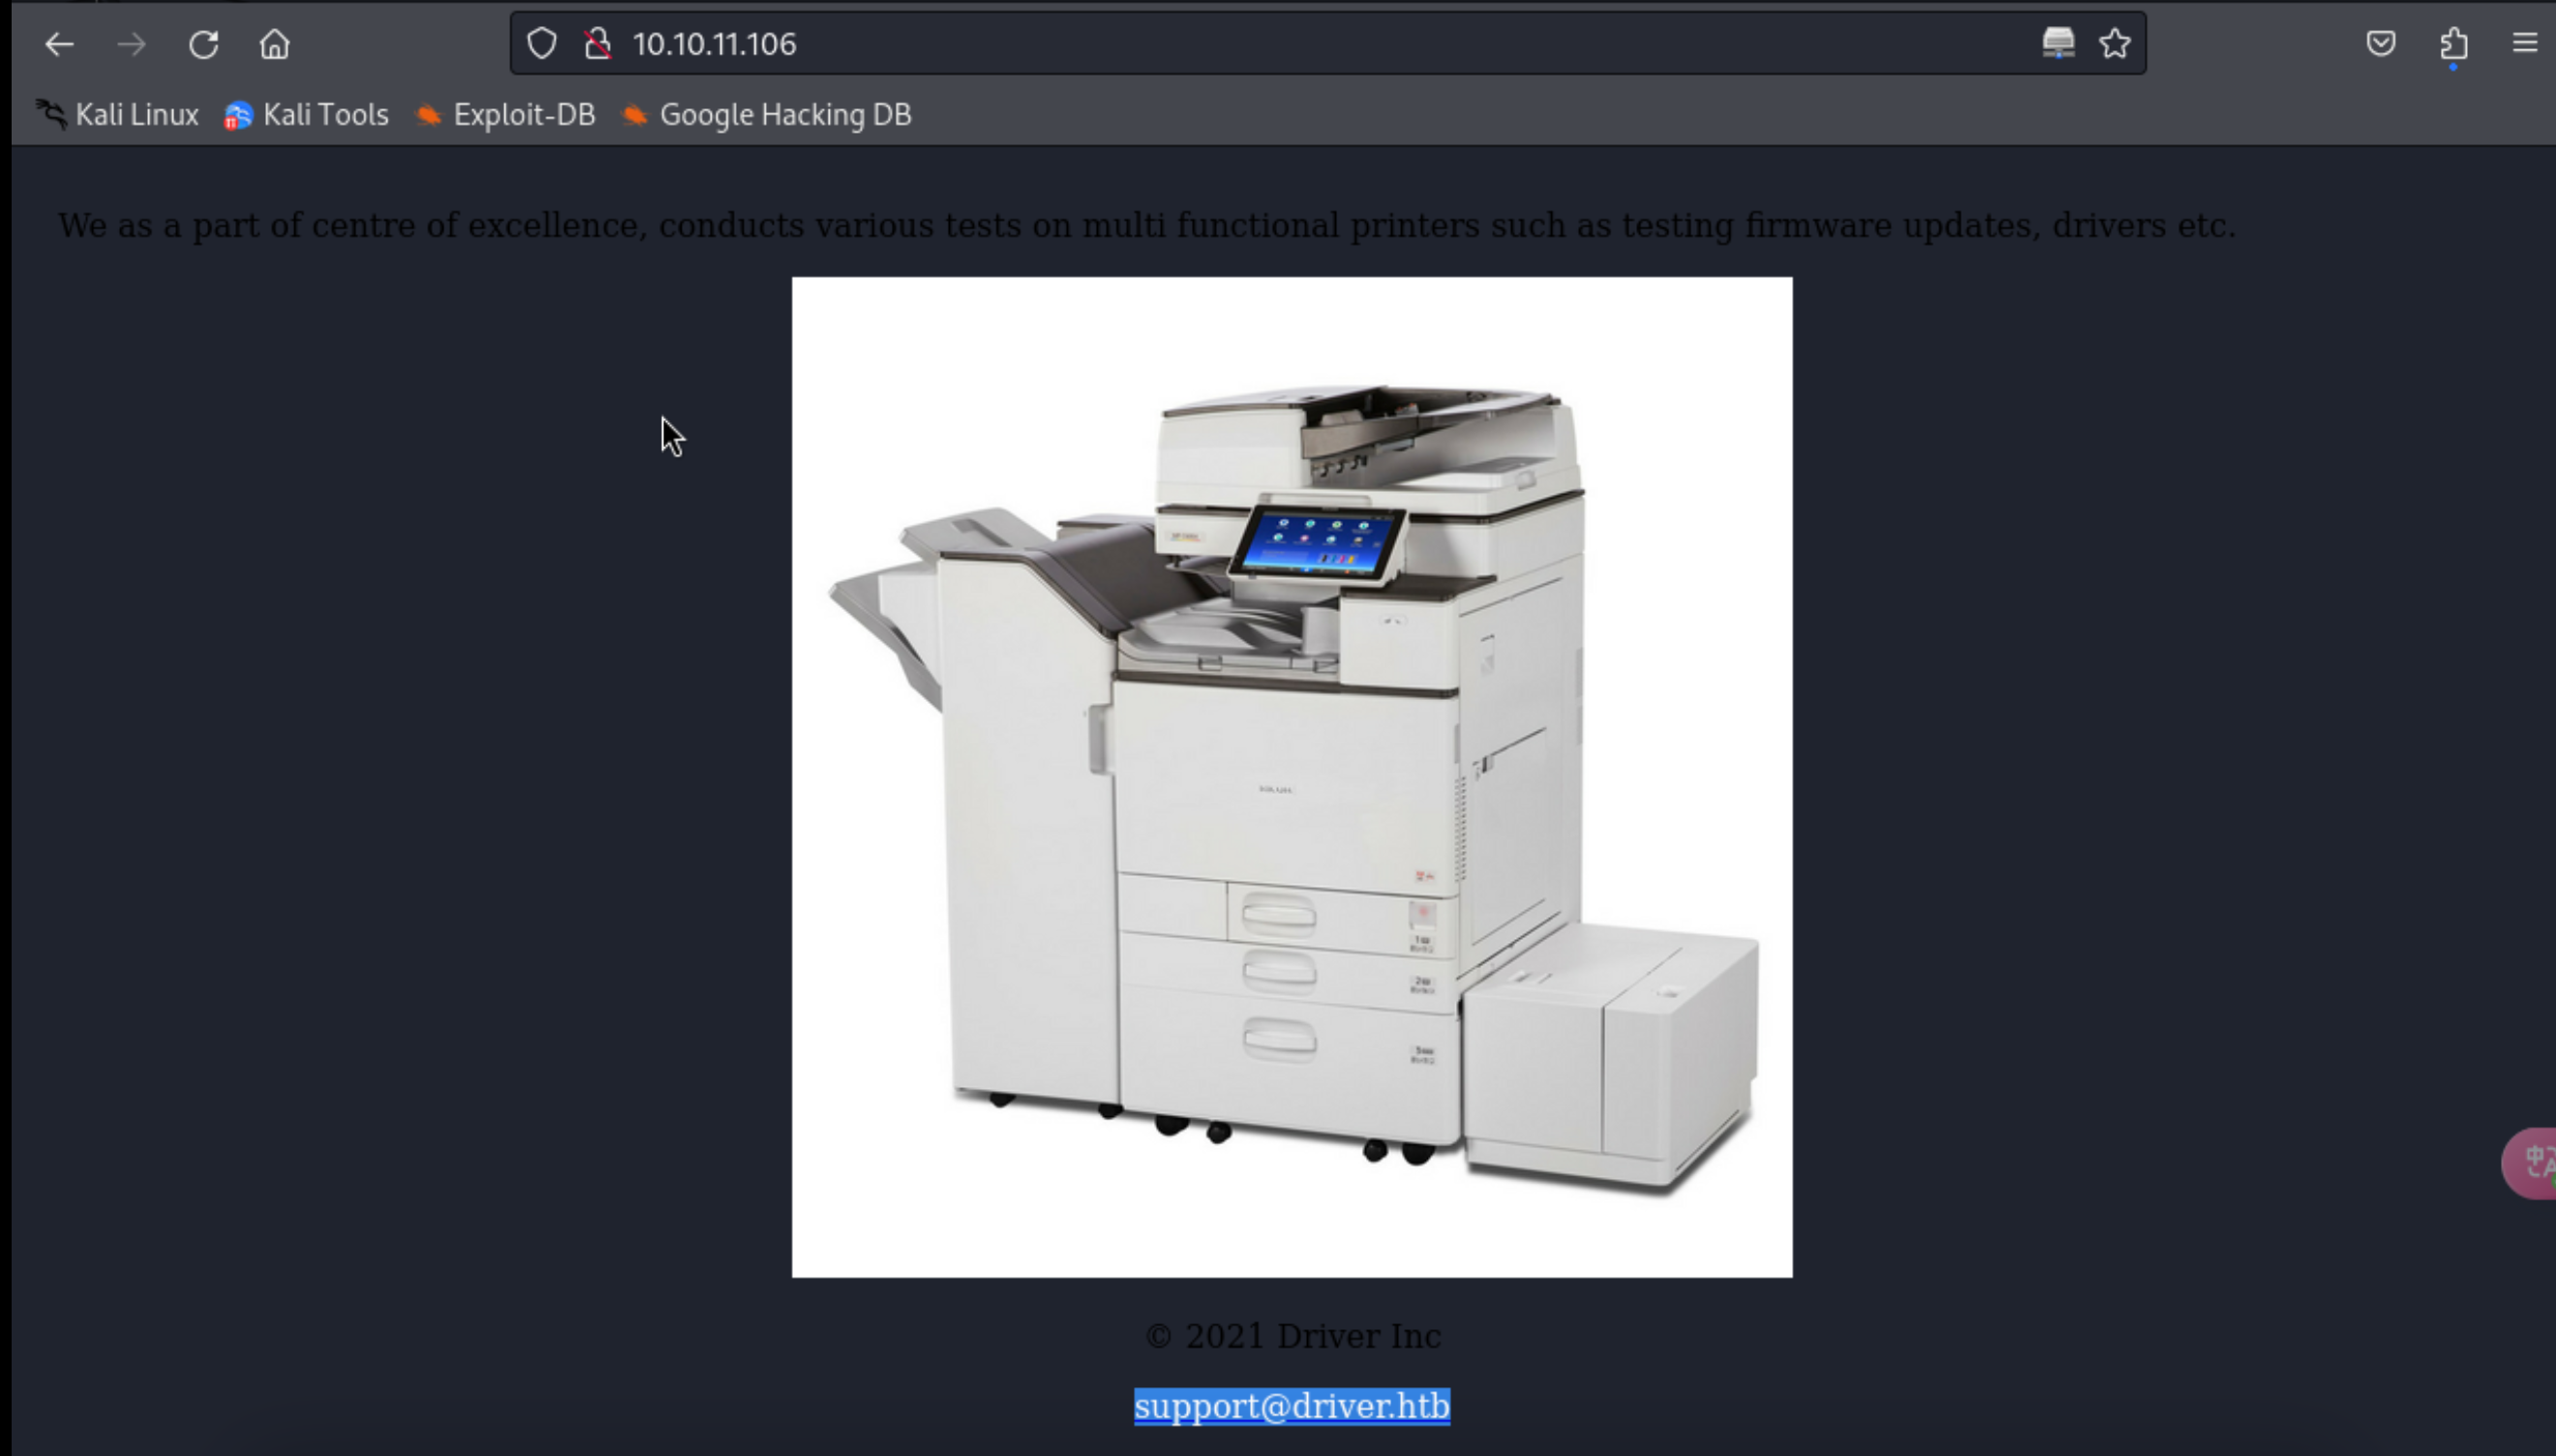 10.10.11.106
Kali Linux Kali Tools Exploit-DB Google Hacking DB
We as a part of centre of excellence, conducts various tests on multi functional printers such as testing firmware updates, drivers etc.
© 2021 Driver Inc
support@driver.htb